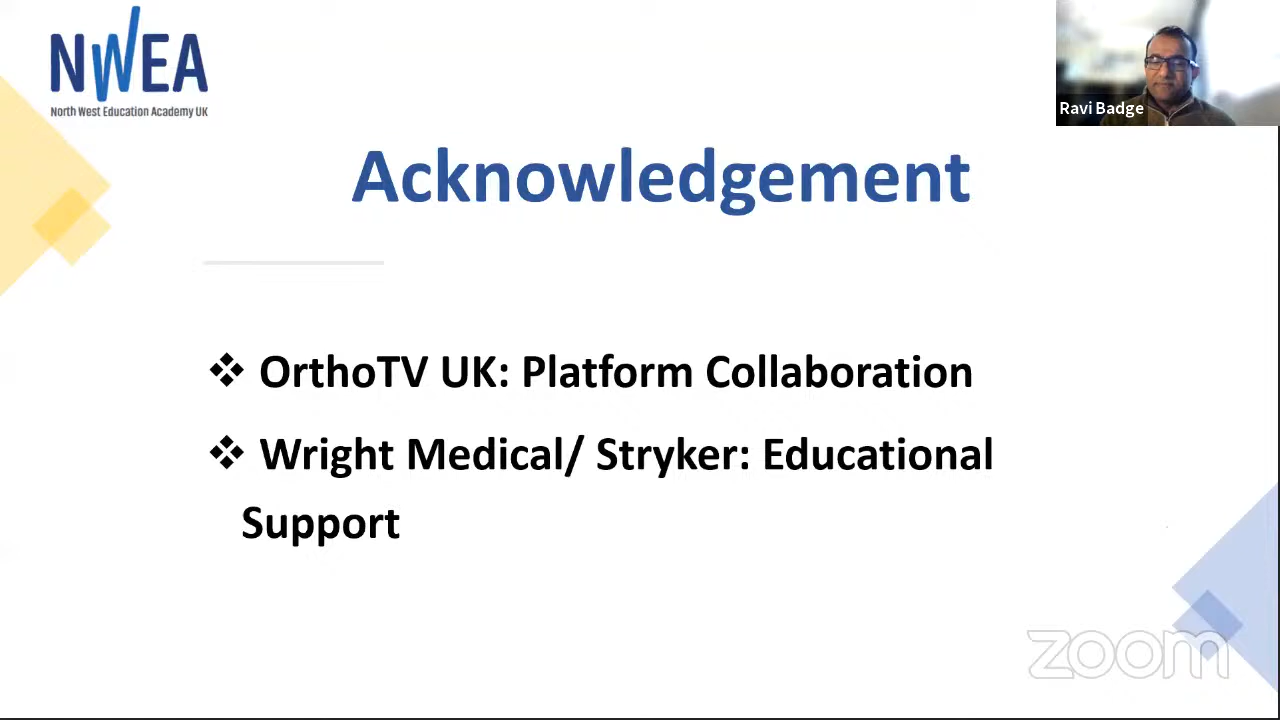 NWEA
North West Education Academy UK
Ravi Badge
Acknowledgement
❖ OrthoTV UK: Platform Collaboration
❖ Wright Medical/ Stryker: Educational
Support
zoom